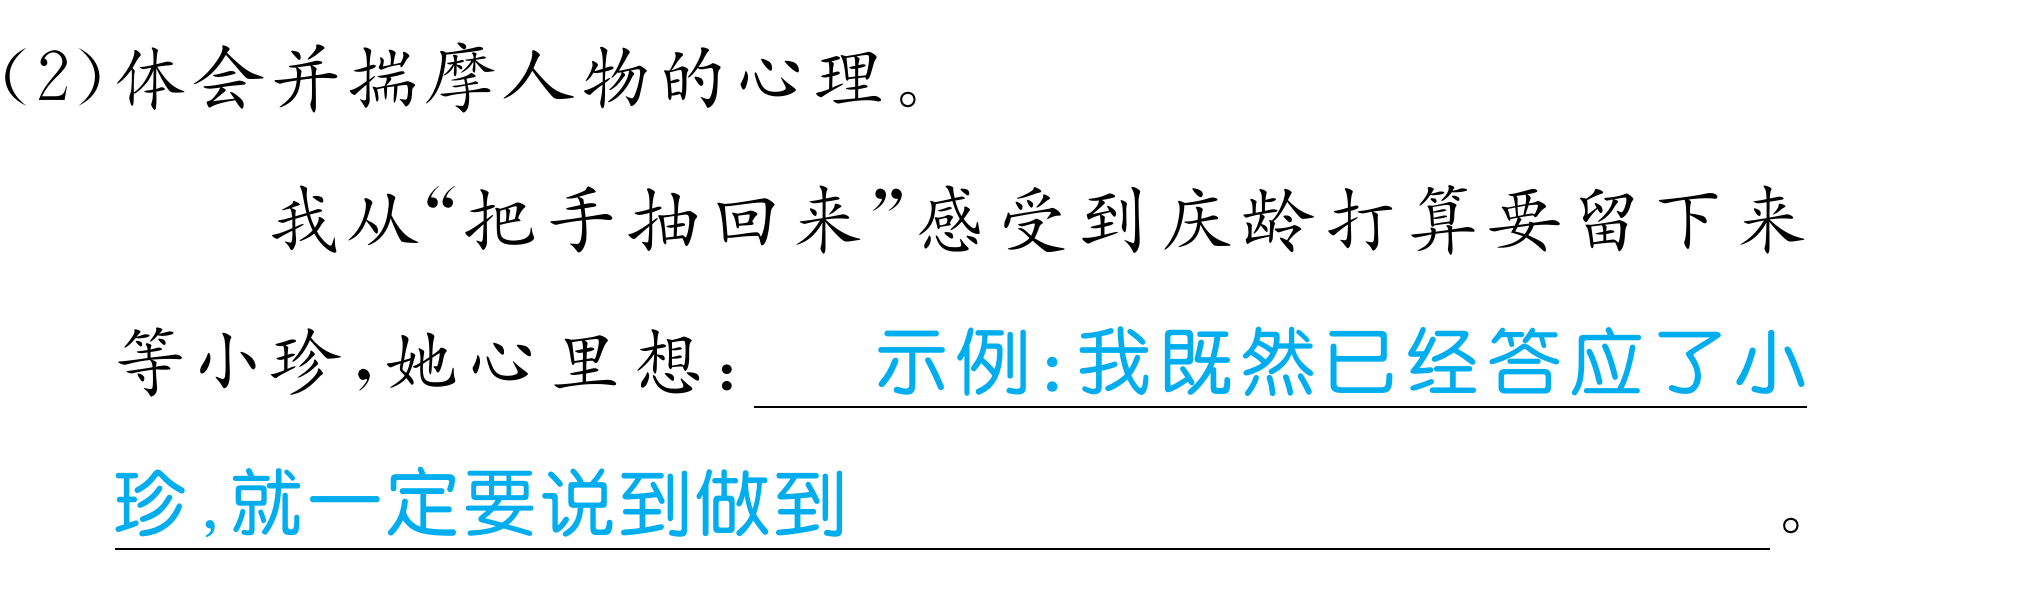 (2)体会并揣摩人物的心理。
我从“把手抽回来”感受到庆龄打算要留下来
等小珍,她心里想:示例:我既然已经答应了小
珍,就一定要说到做到。